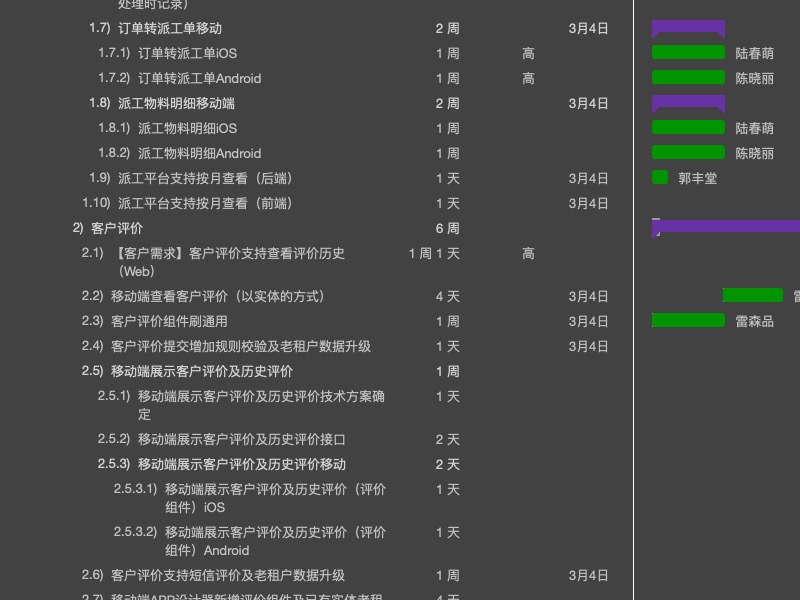 处理时记录）
1.7) 订单转派工单移动 2 周 3月4日
1.7.1) 订单转派工单iOS 1 周 高 陆春萌
1.7.2) 订单转派工单Android 1 周 高 陈晓丽
1.8) 派工物料明细移动端 2 周 3月4日
1.8.1) 派工物料明细iOS 1 周 陆春萌
1.8.2) 派工物料明细Android 1 周 陈晓丽
1.9) 派工平台支持按月查看（后端） 1 天 3月4日 郭丰堂
1.10) 派工平台支持按月查看（前端） 1 天 3月4日
2) 客户评价 6 周
2.1) 【客户需求】客户评价支持查看评价历史 1 周 1 天 高
（Web）
2.2) 移动端查看客户评价（以实体的方式） 4 天 3月4日
2.3) 客户评价组件刷通用 1 周 3月4日 雷森品
2.4) 客户评价提交增加规则校验及老租户数据升级 1 天 3月4日
2.5) 移动端展示客户评价及历史评价 1 周
2.5.1) 移动端展示客户评价及历史评价技术方案确 1 天
定
2.5.2) 移动端展示客户评价及历史评价接口 2 天
2.5.3) 移动端展示客户评价及历史评价移动 2 天
2.5.3.1) 移动端展示客户评价及历史评价（评价 1 天
组件）iOS
2.5.3.2) 移动端展示客户评价及历史评价（评价 1 天
组件）Android
2.6) 客户评价支持短信评价及老租户数据升级 1 周 3月4日
2.7) 移动端APP设计器新增评价组件及已有实体老租 4 天